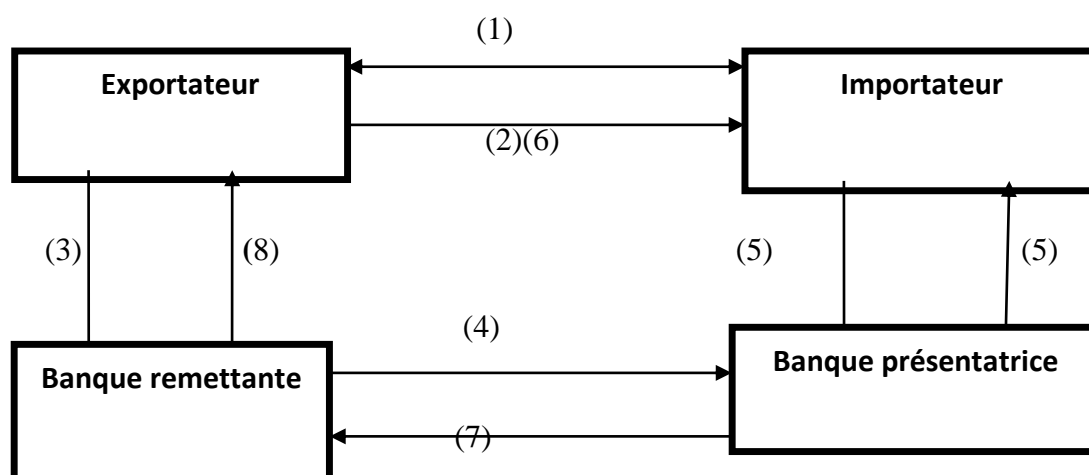 (1)
Exportateur
Importateur
(2)(6)
(3)
(8)
(5)
(5)
(4)
Banque remettante
Banque présentatrice
(7)